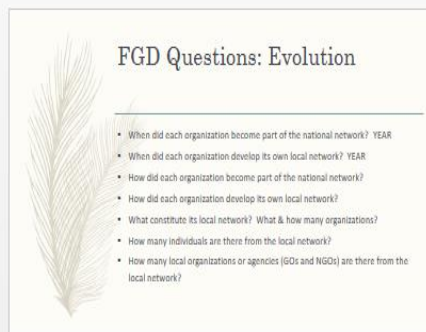 FGD Questions: Evolution
▪ When did each organization become part of the national network? YEAR
▪ When did each organization develop its own local network? YEAR
▪ How did each organization become part of the national network?
▪ How did each organization develop its own local network?
▪ What constitute its local network? What & how many organizations?
▪ How many individuals are there from the local network?
▪ How many local organizations or agencies (GOs and NGOs) are there from the
local network?